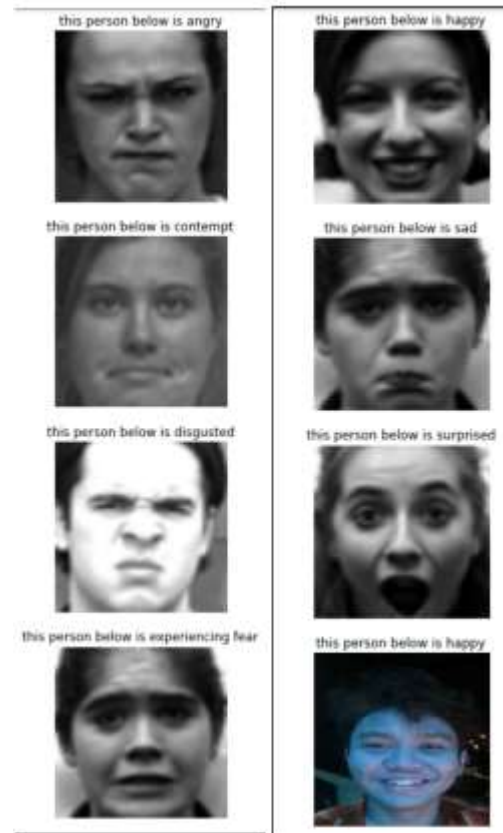 this person below is angry
this person below is contempt
this person below is disgusted
this person below is experiencing fear
this person below is happy
this person below is sad
this person below is surprised
this person below is happy